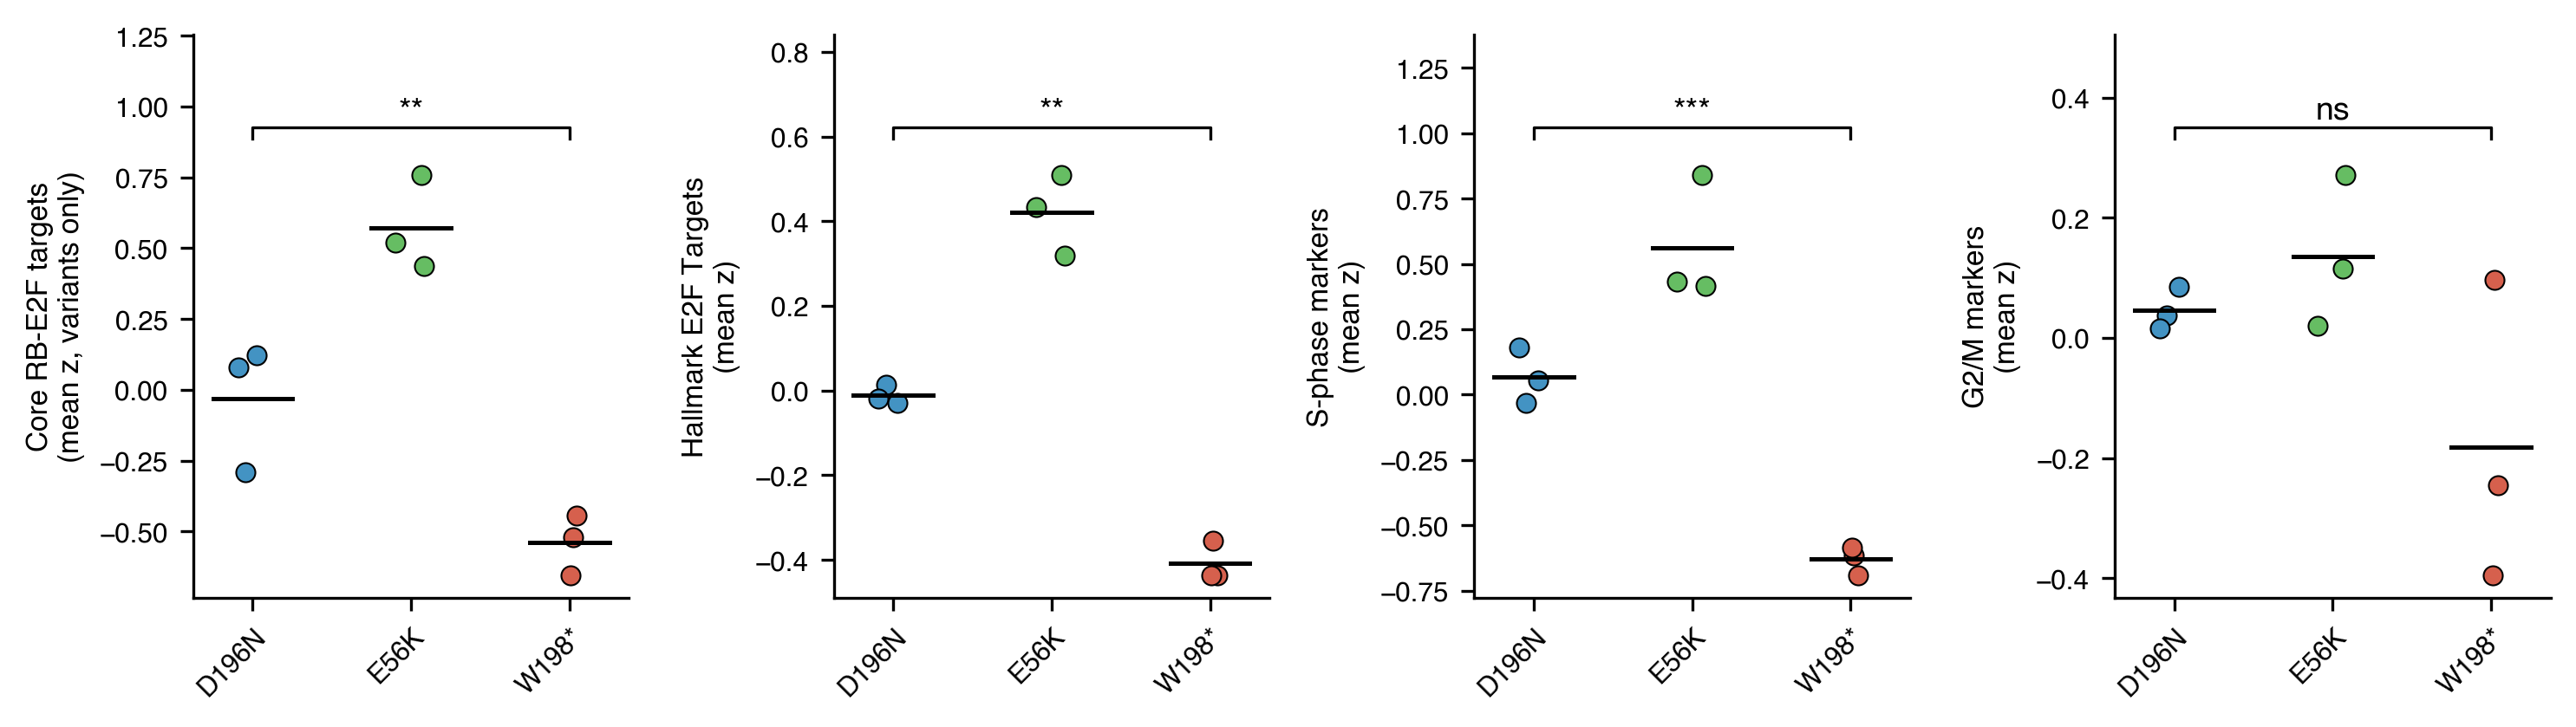 Core RB-E2F targets
(mean z, variants only)
1.25
1.00
0.75
0.50
0.25
0.00
−0.25
−0.50
**
D196N
E56K
W198*
Hallmark E2F Targets
(mean z)
0.8
0.6
0.4
0.2
0.0
−0.2
−0.4
**
D196N
E56K
W198*
S-phase markers
(mean z)
1.25
1.00
0.75
0.50
0.25
0.00
−0.25
−0.50
−0.75
***
D196N
E56K
W198*
G2/M markers
(mean z)
0.4
0.2
0.0
−0.2
−0.4
ns
D196N
E56K
W198*